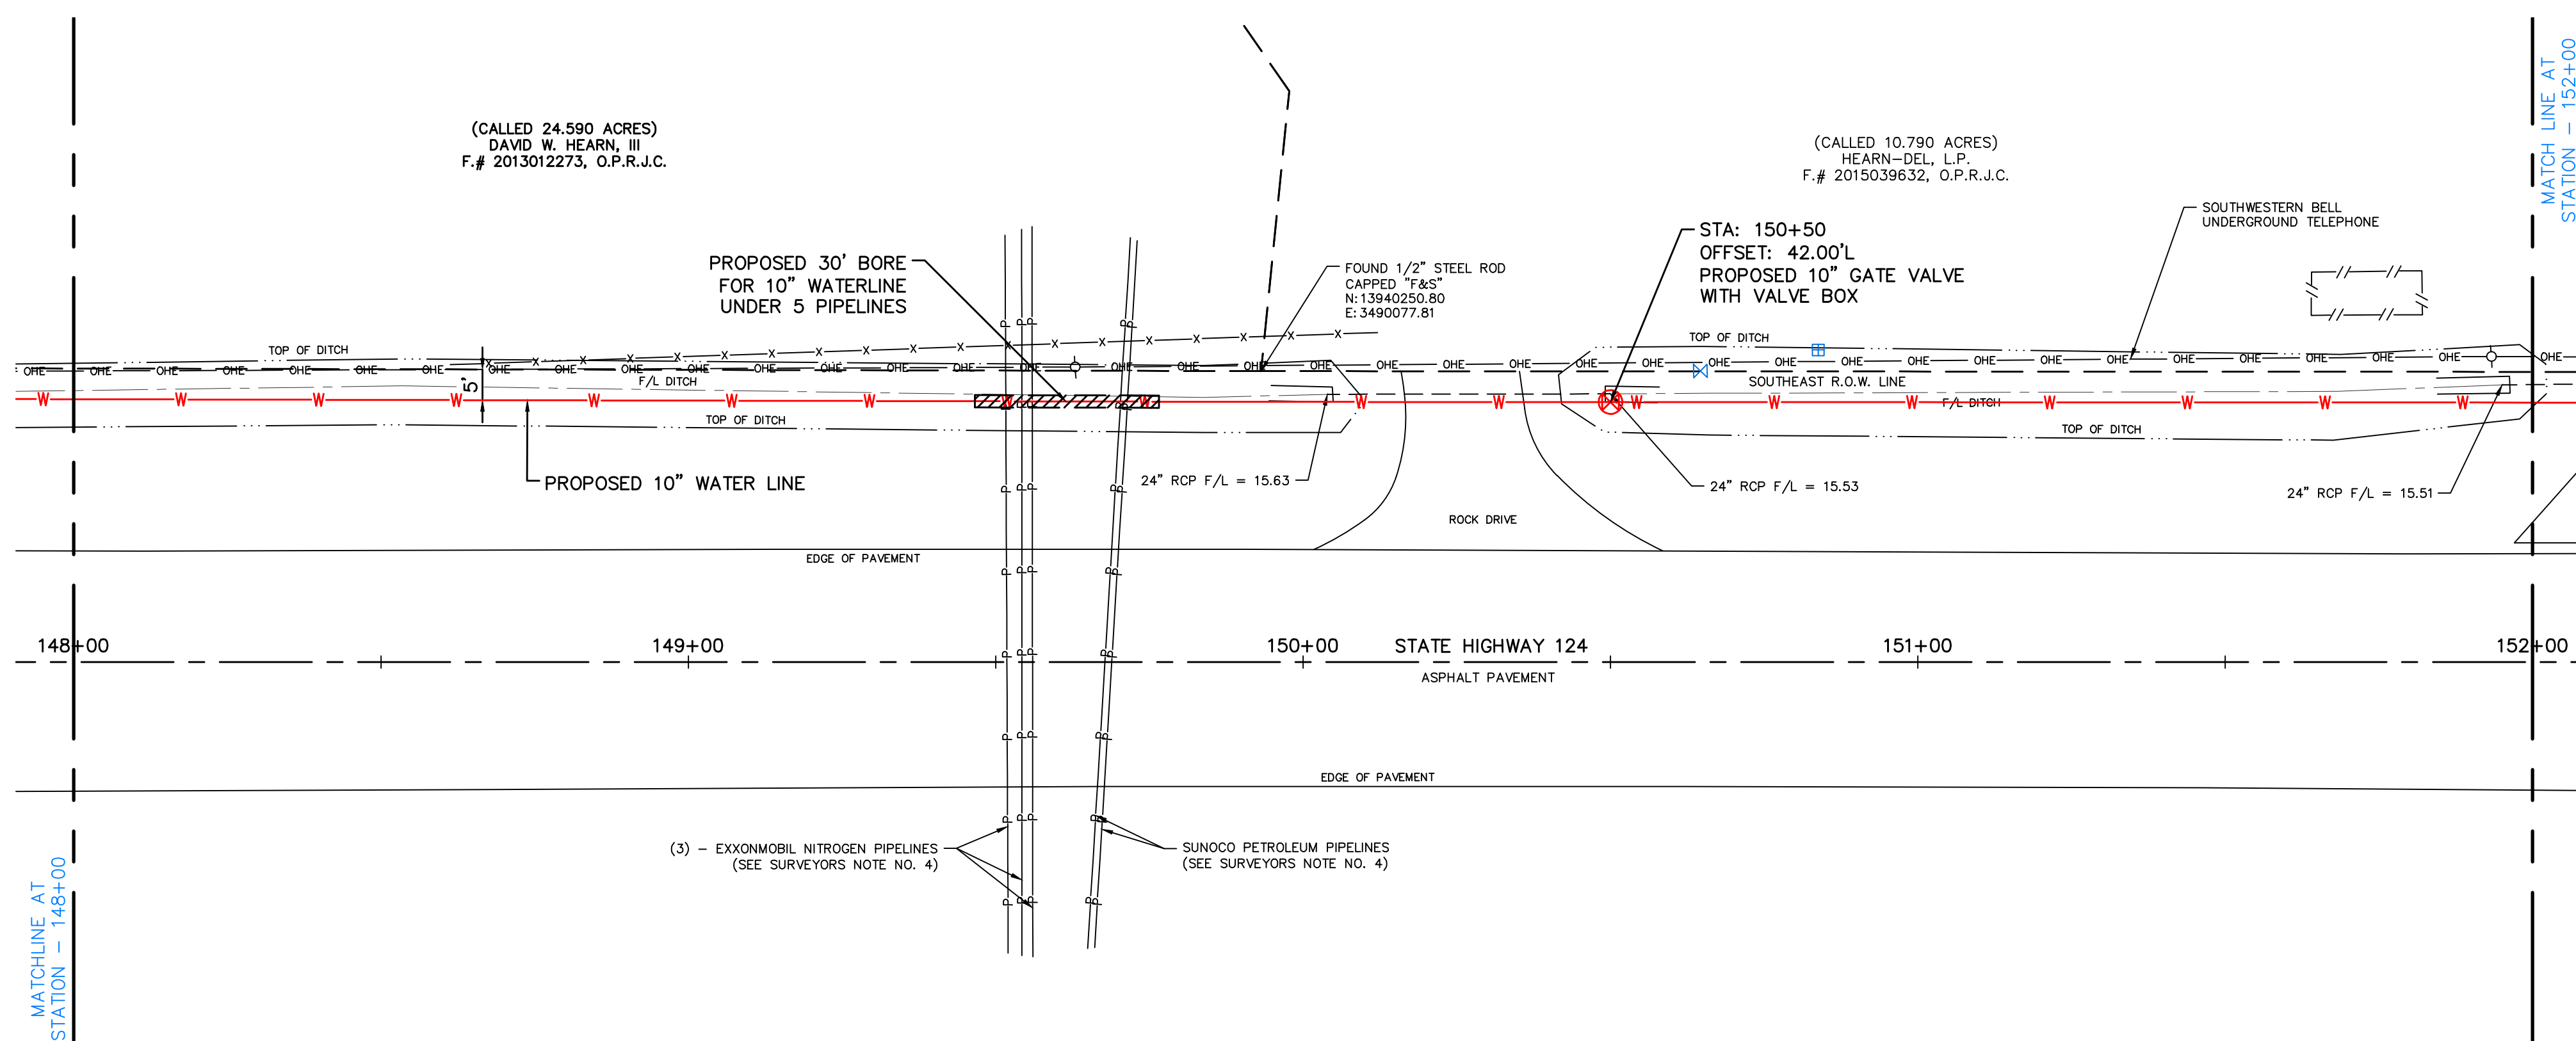 MATCH LINE AT
STATION - 152+00
(CALLED 24.590 ACRES)
DAVID W. HEARN, III
F.# 2013012273, O.P.R.J.C.
(CALLED 10.790 ACRES)
HEARN-DEL, L.P.
F.# 2015039632, O.P.R.J.C.
SOUTHWESTERN BELL
UNDERGROUND TELEPHONE
STA: 150+50
OFFSET: 42.00'L
PROPOSED 10" GATE VALVE
WITH VALVE BOX
PROPOSED 30' BORE
FOR 10" WATERLINE
UNDER 5 PIPELINES
FOUND 1/2" STEEL ROD
CAPPED "F&S"
N: 13940250.80
E: 3490077.81
TOP OF DITCH
TOP OF DITCH
5'
F/L DITCH
SOUTHEAST R.O.W. LINE
F/L DITCH
TOP OF DITCH
TOP OF DITCH
PROPOSED 10" WATER LINE
24" RCP F/L = 15.63
24" RCP F/L = 15.53
24" RCP F/L = 15.51
ROCK DRIVE
EDGE OF PAVEMENT
148+00
149+00
150+00
STATE HIGHWAY 124
151+00
152+00
ASPHALT PAVEMENT
EDGE OF PAVEMENT
(3) - EXXONMOBIL NITROGEN PIPELINES
(SEE SURVEYORS NOTE NO. 4)
SUNOCO PETROLEUM PIPELINES
(SEE SURVEYORS NOTE NO. 4)
MATCHLINE AT
STATION - 148+00